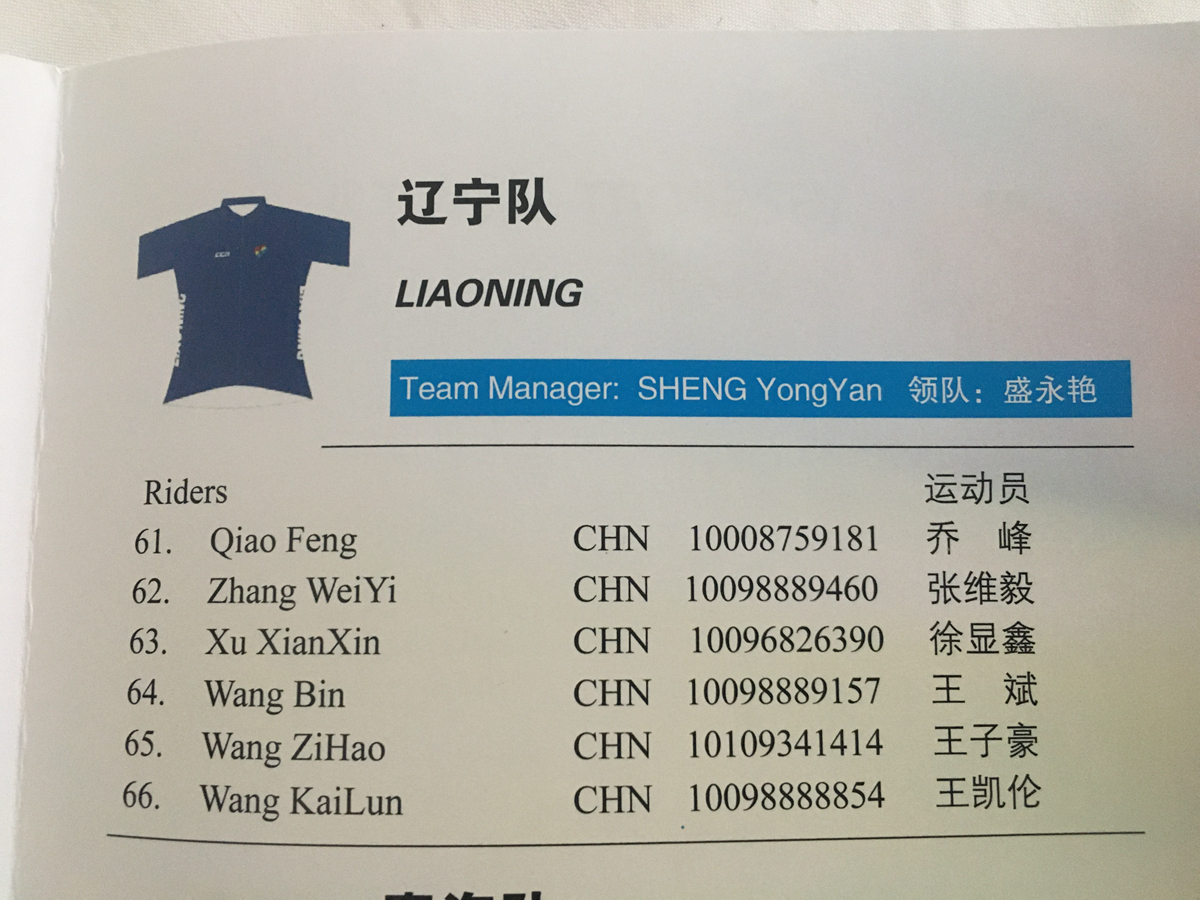 辽宁队
LIAONING
Team Manager: SHENG YongYan 领队：盛永艳
Riders 运动员
61. Qiao Feng CHN 10008759181 乔 峰
62. Zhang WeiYi CHN 10098889460 张维毅
63. Xu XianXin CHN 10096826390 徐显鑫
64. Wang Bin CHN 10098889157 王 斌
65. Wang ZiHao CHN 10109341414 王子豪
66. Wang KaiLun CHN 10098888854 王凯伦